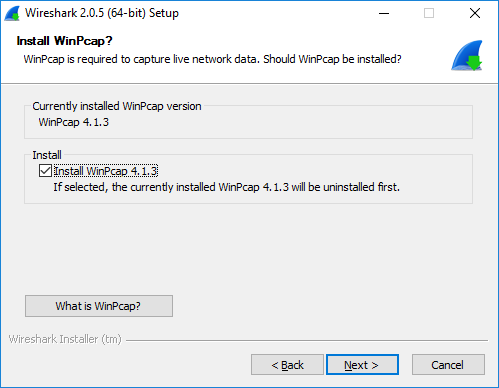 Wireshark 2.0.5 (64-bit) Setup
Install WinPcap?
WinPcap is required to capture live network data. Should WinPcap be installed?
Currently installed WinPcap version
WinPcap 4.1.3
Install
Install WinPcap 4.1.3
If selected, the currently installed WinPcap 4.1.3 will be uninstalled first.
What is WinPcap?
Wireshark Installer (tm)
< Back Next > Cancel